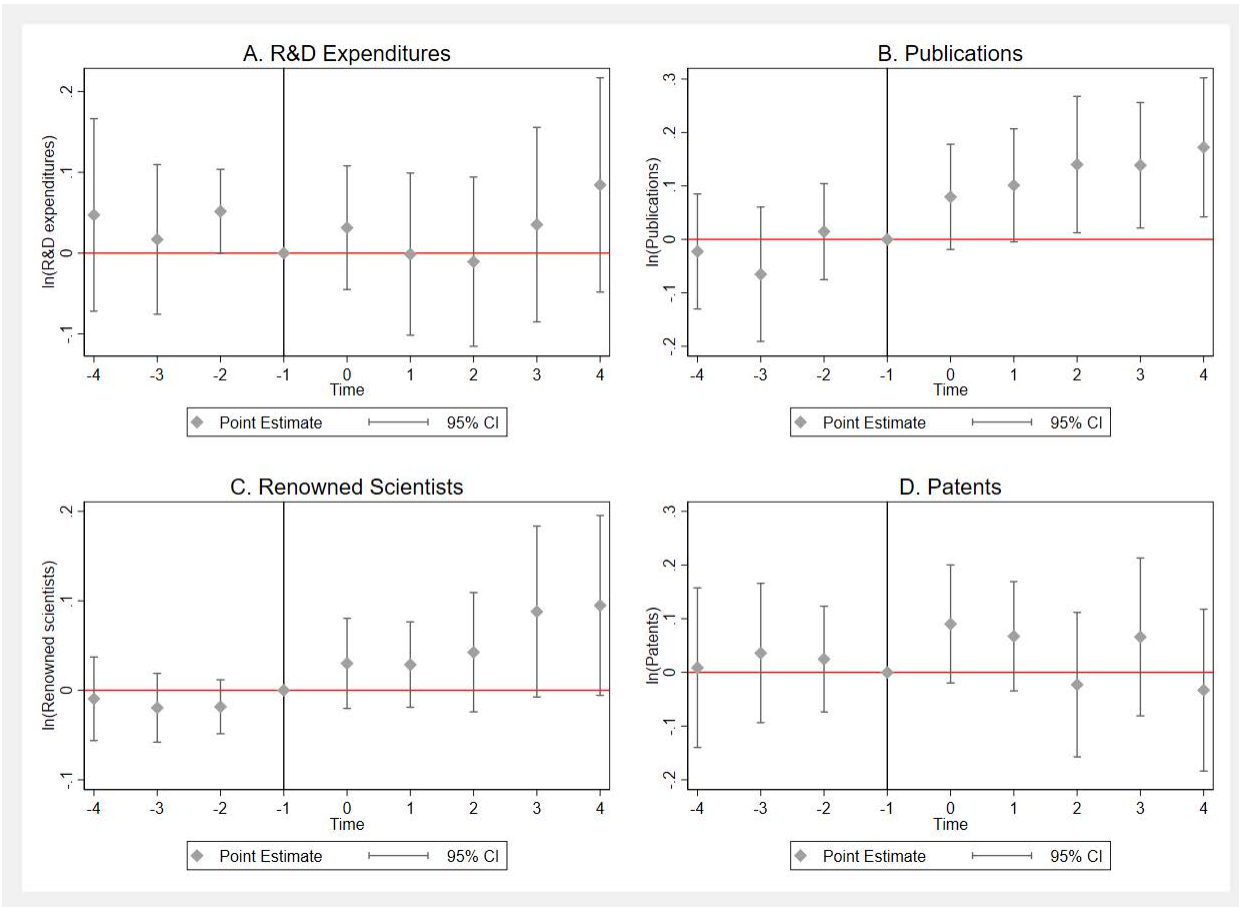 A. R&D Expenditures
ln(R&D expenditures)
.2
.1
0
-.1
-4 -3 -2 -1 0 1 2 3 4
Time
Point Estimate 95% CI
B. Publications
ln(Publications)
.3
.2
.1
0
-.1
-.2
-4 -3 -2 -1 0 1 2 3 4
Time
Point Estimate 95% CI
C. Renowned Scientists
ln(Renowned scientists)
.2
.1
0
-.1
-4 -3 -2 -1 0 1 2 3 4
Time
Point Estimate 95% CI
D. Patents
ln(Patents)
.3
.2
.1
0
-.1
-.2
-4 -3 -2 -1 0 1 2 3 4
Time
Point Estimate 95% CI